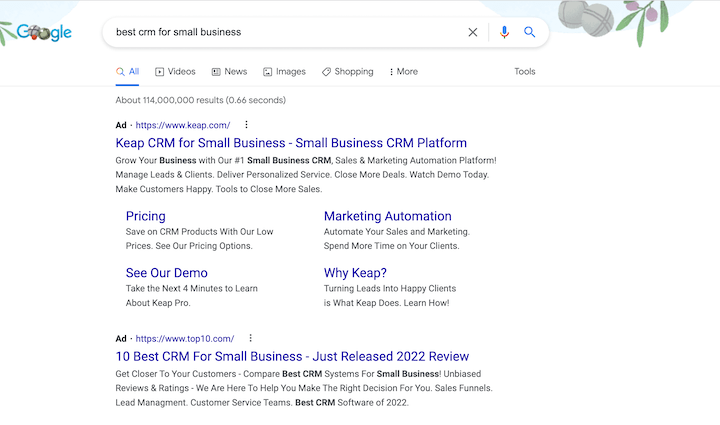 Google
best crm for small business
All Videos News Images Shopping More Tools
About 114,000,000 results (0.66 seconds)
Ad · https://www.keap.com/
Keap CRM for Small Business - Small Business CRM Platform
Grow Your Business with Our #1 Small Business CRM, Sales & Marketing Automation Platform!
Manage Leads & Clients. Deliver Personalized Service. Close More Deals. Watch Demo Today.
Make Customers Happy. Tools to Close More Sales.
Pricing
Save on CRM Products With Our Low
Prices. See Our Pricing Options.
Marketing Automation
Automate Your Sales and Marketing.
Spend More Time on Your Clients.
See Our Demo
Take the Next 4 Minutes to Learn
About Keap Pro.
Why Keap?
Turning Leads Into Happy Clients
is What Keap Does. Learn How!
Ad · https://www.top10.com/
10 Best CRM For Small Business - Just Released 2022 Review
Get Closer To Your Customers - Compare Best CRM Systems For Small Business! Unbiased
Reviews & Ratings - We Are Here To Help You Make The Right Decision For You. Sales Funnels.
Lead Managment. Customer Service Teams. Best CRM Software of 2022.